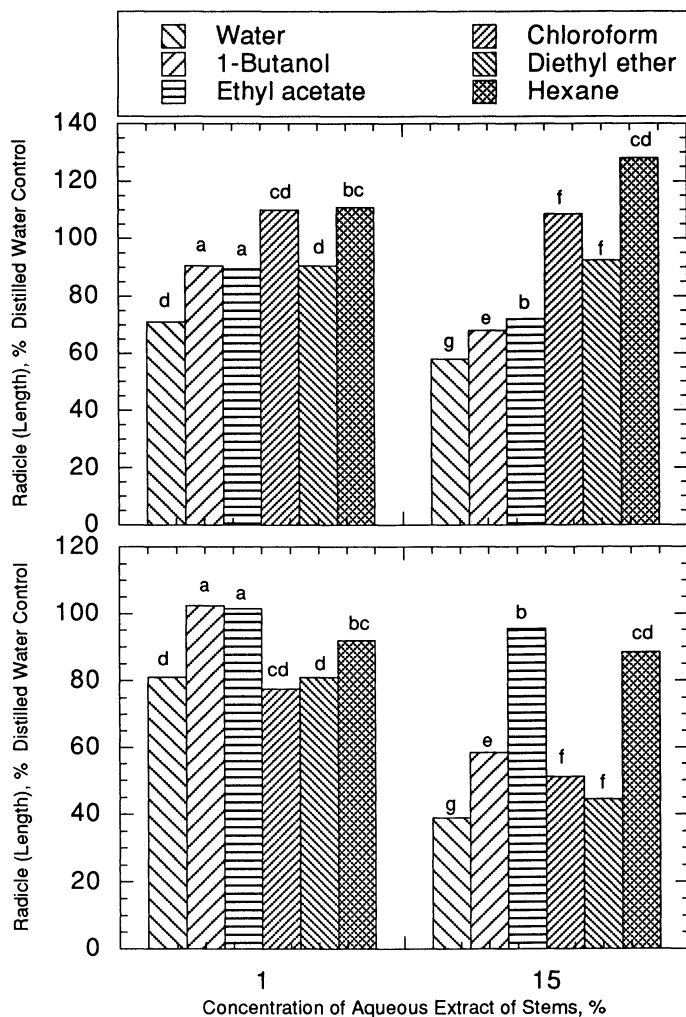 Water Chloroform
1-Butanol Diethyl ether
Ethyl acetate Hexane
Radicle (Length), % Distilled Water Control
140
120
100
80
60
40
20
0
d a a cd d bc
g e b f f cd
Radicle (Length), % Distilled Water Control
120
100
80
60
40
20
0
d a a cd d bc
g e b f f cd
1 15
Concentration of Aqueous Extract of Stems, %